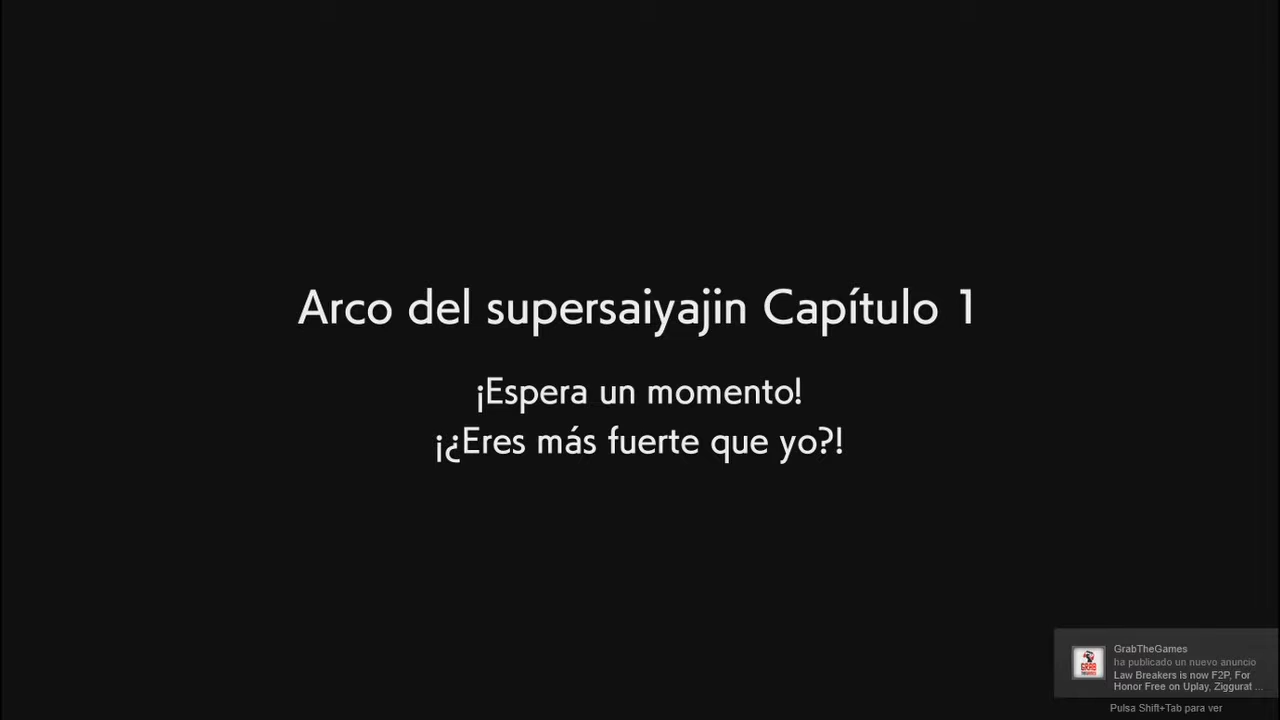 Arco del supersaiyajin Capítulo 1
¡Espera un momento!
¡¿Eres más fuerte que yo?!
GrabTheGames
ha publicado un nuevo anuncio
Law Breakers is now F2P, For
Honor Free on Uplay, Ziggurat ...
Pulsa Shift+Tab para ver
GRAB